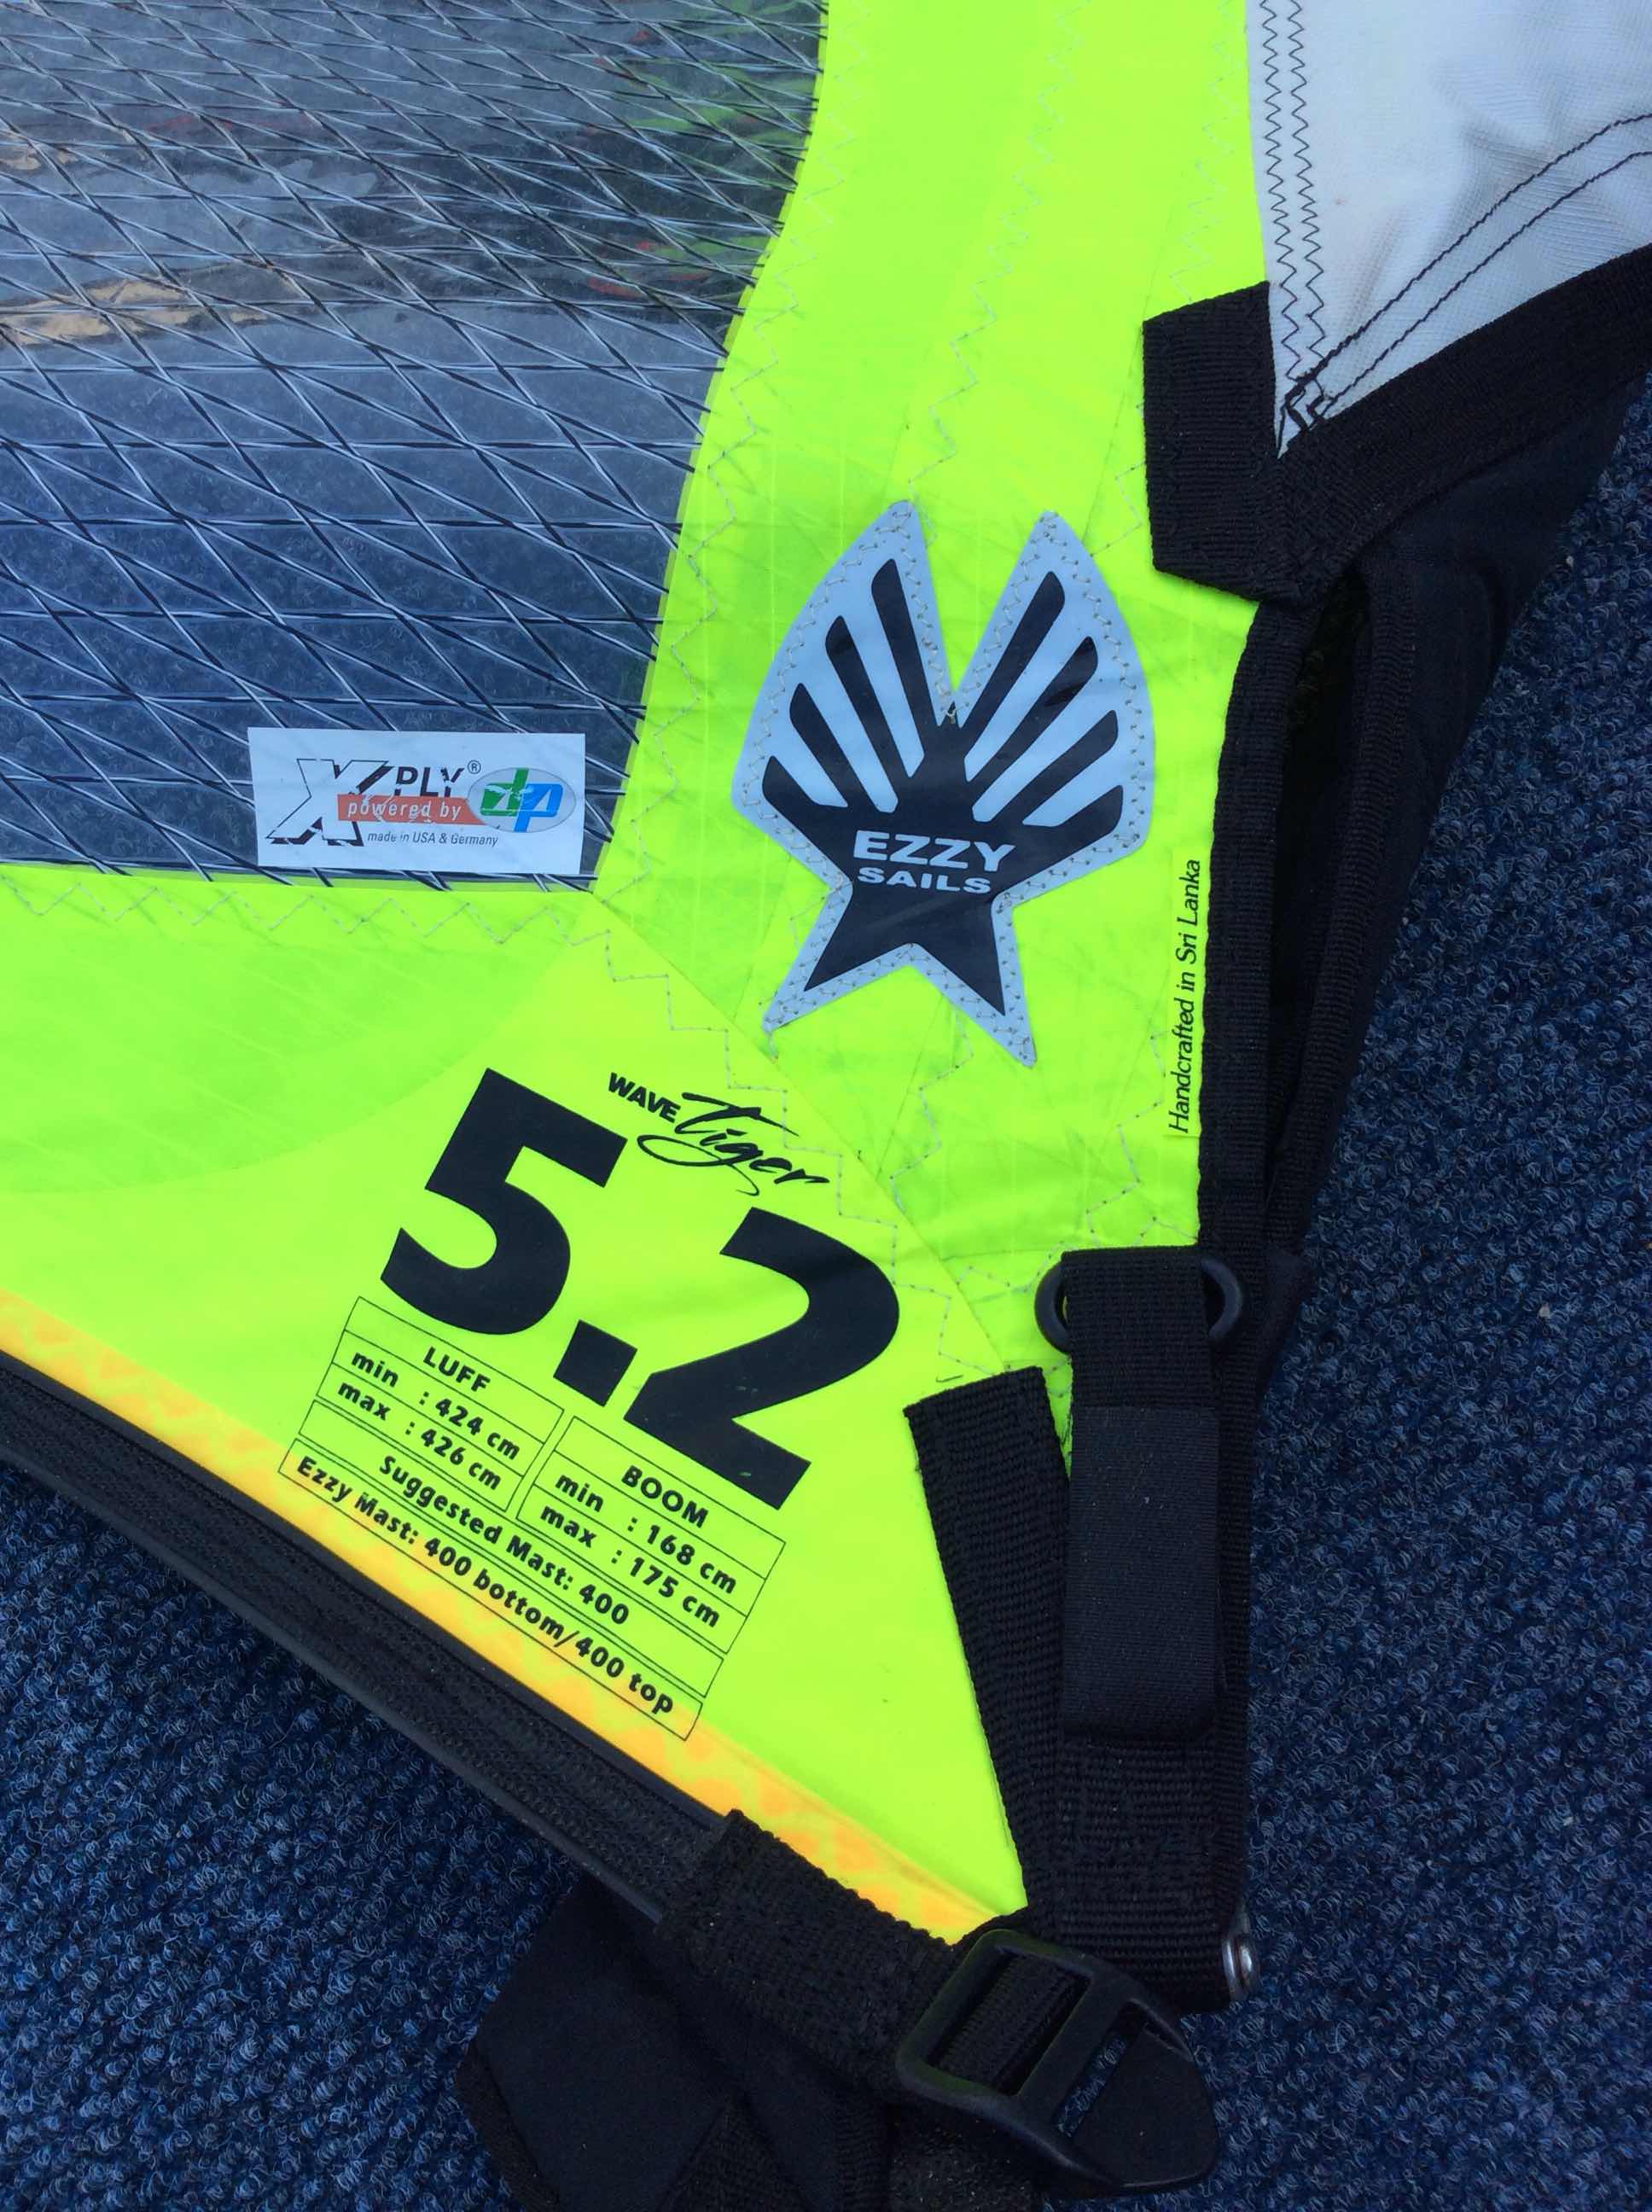 X PLY®
powered by dp
made in USA & Germany
EZZY
SAILS
Handcrafted in Sri Lanka
WAVE tiger
5.2
LUFF
min : 424 cm
max : 426 cm
BOOM
min : 168 cm
max : 175 cm
Suggested Mast: 400
Ezzy Mast: 400 bottom/400 top